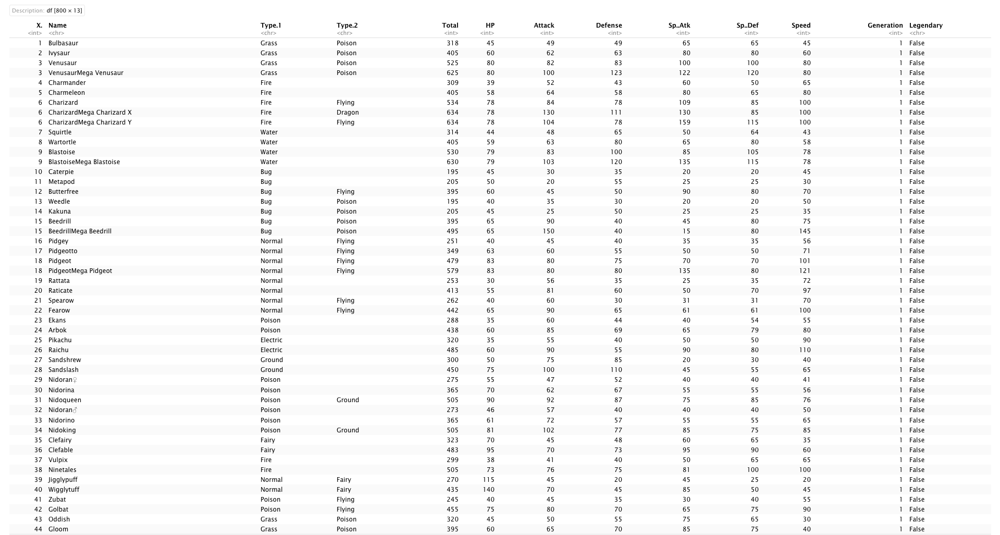 Description: df [800 × 13]
X. Name Type.1 Type.2 Total HP Attack Defense Sp..Atk Sp..Def Speed Generation Legendary
<int> <chr> <chr> <chr> <int> <int> <int> <int> <int> <int> <int> <int> <chr>
1 Bulbasaur Grass Poison 318 45 49 49 65 65 45 1 False
2 Ivysaur Grass Poison 405 60 62 63 80 80 60 1 False
3 Venusaur Grass Poison 525 80 82 83 100 100 80 1 False
3 VenusaurMega Venusaur Grass Poison 625 80 100 123 122 120 80 1 False
4 Charmander Fire 309 39 52 43 60 50 65 1 False
5 Charmeleon Fire 405 58 64 58 80 65 80 1 False
6 Charizard Fire Flying 534 78 84 78 109 85 100 1 False
6 CharizardMega Charizard X Fire Dragon 634 78 130 111 130 85 100 1 False
6 CharizardMega Charizard Y Fire Flying 634 78 104 78 159 115 100 1 False
7 Squirtle Water 314 44 48 65 50 64 43 1 False
8 Wartortle Water 405 59 63 80 65 80 58 1 False
9 Blastoise Water 530 79 83 100 85 105 78 1 False
9 BlastoiseMega Blastoise Water 630 79 103 120 135 115 78 1 False
10 Caterpie Bug 195 45 30 35 20 20 45 1 False
11 Metapod Bug 205 50 20 55 25 25 30 1 False
12 Butterfree Bug Flying 395 60 45 50 90 80 70 1 False
13 Weedle Bug Poison 195 40 35 30 20 20 50 1 False
14 Kakuna Bug Poison 205 45 25 50 25 25 35 1 False
15 Beedrill Bug Poison 395 65 90 40 45 80 75 1 False
15 BeedrillMega Beedrill Bug Poison 495 65 150 40 15 80 145 1 False
16 Pidgey Normal Flying 251 40 45 40 35 35 56 1 False
17 Pidgeotto Normal Flying 349 63 60 55 50 50 71 1 False
18 Pidgeot Normal Flying 479 83 80 75 70 70 101 1 False
18 PidgeotMega Pidgeot Normal Flying 579 83 80 80 135 80 121 1 False
19 Rattata Normal 253 30 56 35 25 35 72 1 False
20 Raticate Normal 413 55 81 60 50 70 97 1 False
21 Spearow Normal Flying 262 40 60 30 31 31 70 1 False
22 Fearow Normal Flying 442 65 90 65 61 61 100 1 False
23 Ekans Poison 288 35 60 44 40 54 55 1 False
24 Arbok Poison 438 60 85 69 65 79 80 1 False
25 Pikachu Electric 320 35 55 40 50 50 90 1 False
26 Raichu Electric 485 60 90 55 90 80 110 1 False
27 Sandshrew Ground 300 50 75 85 20 30 40 1 False
28 Sandslash Ground 450 75 100 110 45 55 65 1 False
29 Nidoran♀ Poison 275 55 47 52 40 40 41 1 False
30 Nidorina Poison 365 70 62 67 55 55 56 1 False
31 Nidoqueen Poison Ground 505 90 92 87 75 85 76 1 False
32 Nidoran♂ Poison 273 46 57 40 40 40 50 1 False
33 Nidorino Poison 365 61 72 57 55 55 65 1 False
34 Nidoking Poison Ground 505 81 102 77 85 75 85 1 False
35 Clefairy Fairy 323 70 45 48 60 65 35 1 False
36 Clefable Fairy 483 95 70 73 95 90 60 1 False
37 Vulpix Fire 299 38 41 40 50 65 65 1 False
38 Ninetales Fire 505 73 76 75 81 100 100 1 False
39 Jigglypuff Normal Fairy 270 115 45 20 45 25 20 1 False
40 Wigglytuff Normal Fairy 435 140 70 45 85 50 45 1 False
41 Zubat Poison Flying 245 40 45 35 30 40 55 1 False
42 Golbat Poison Flying 455 75 80 70 65 75 90 1 False
43 Oddish Grass Poison 320 45 50 55 75 65 30 1 False
44 Gloom Grass Poison 395 60 65 70 85 75 40 1 False